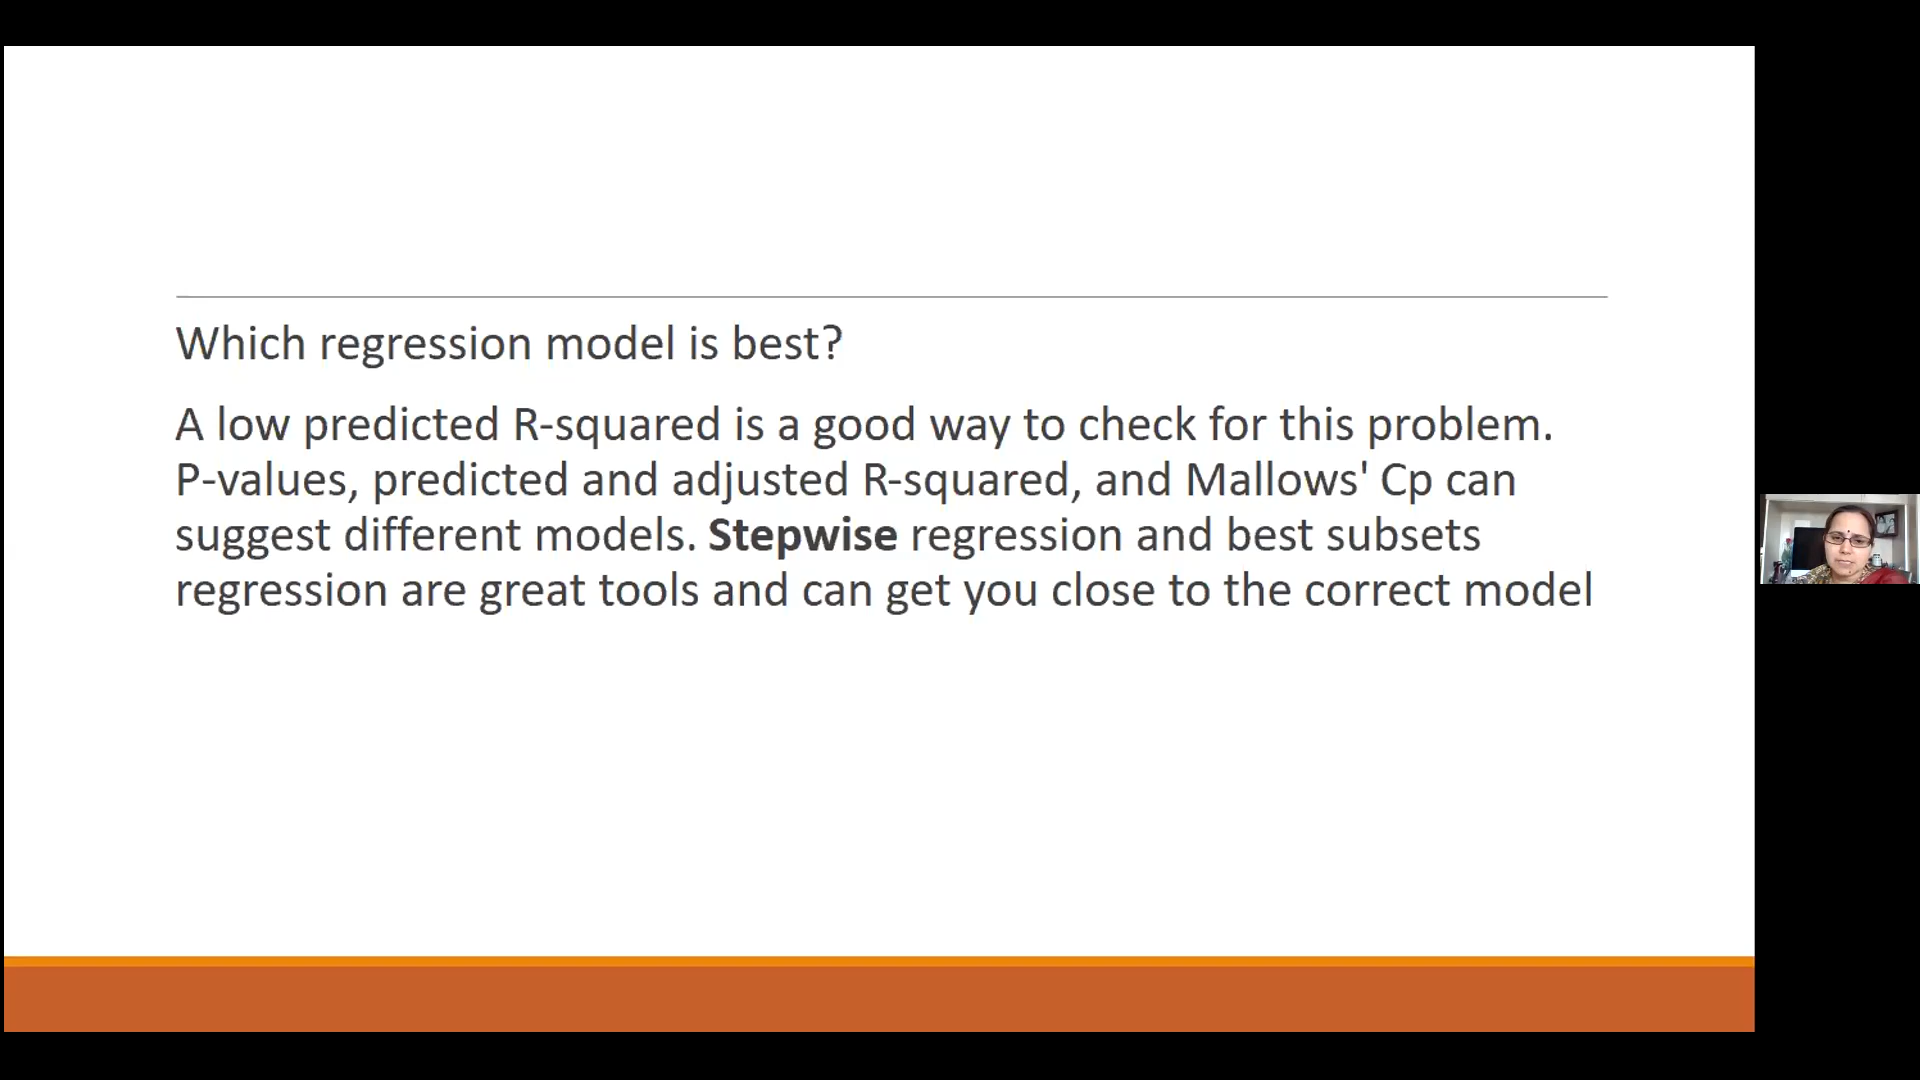 Which regression model is best?
A low predicted R-squared is a good way to check for this problem.
P-values, predicted and adjusted R-squared, and Mallows' Cp can
suggest different models. Stepwise regression and best subsets
regression are great tools and can get you close to the correct model